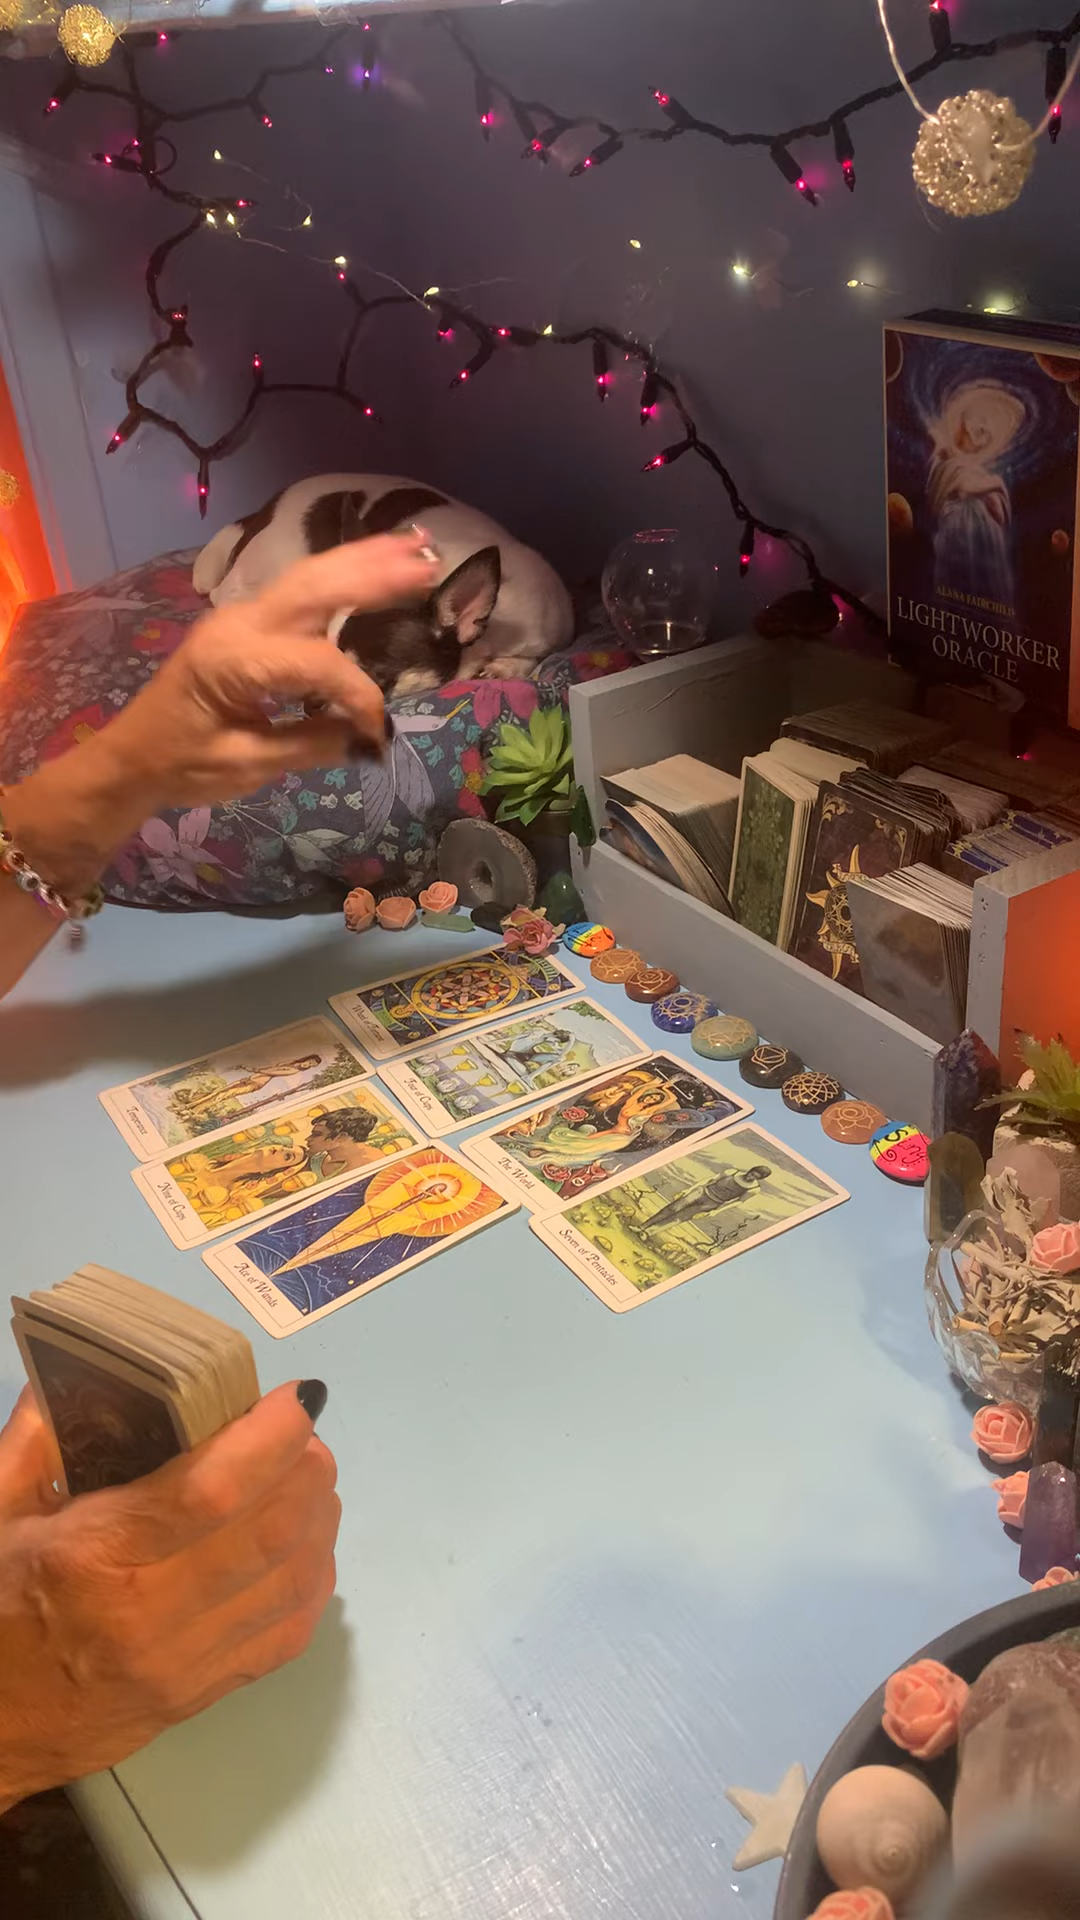 ALANA FAIRCHILD
LIGHTWORKER
ORACLE
Wheel of Fortune
Temperance
Four of Cups
Nine of Cups
The World
Ace of Wands
Seven of Pentacles